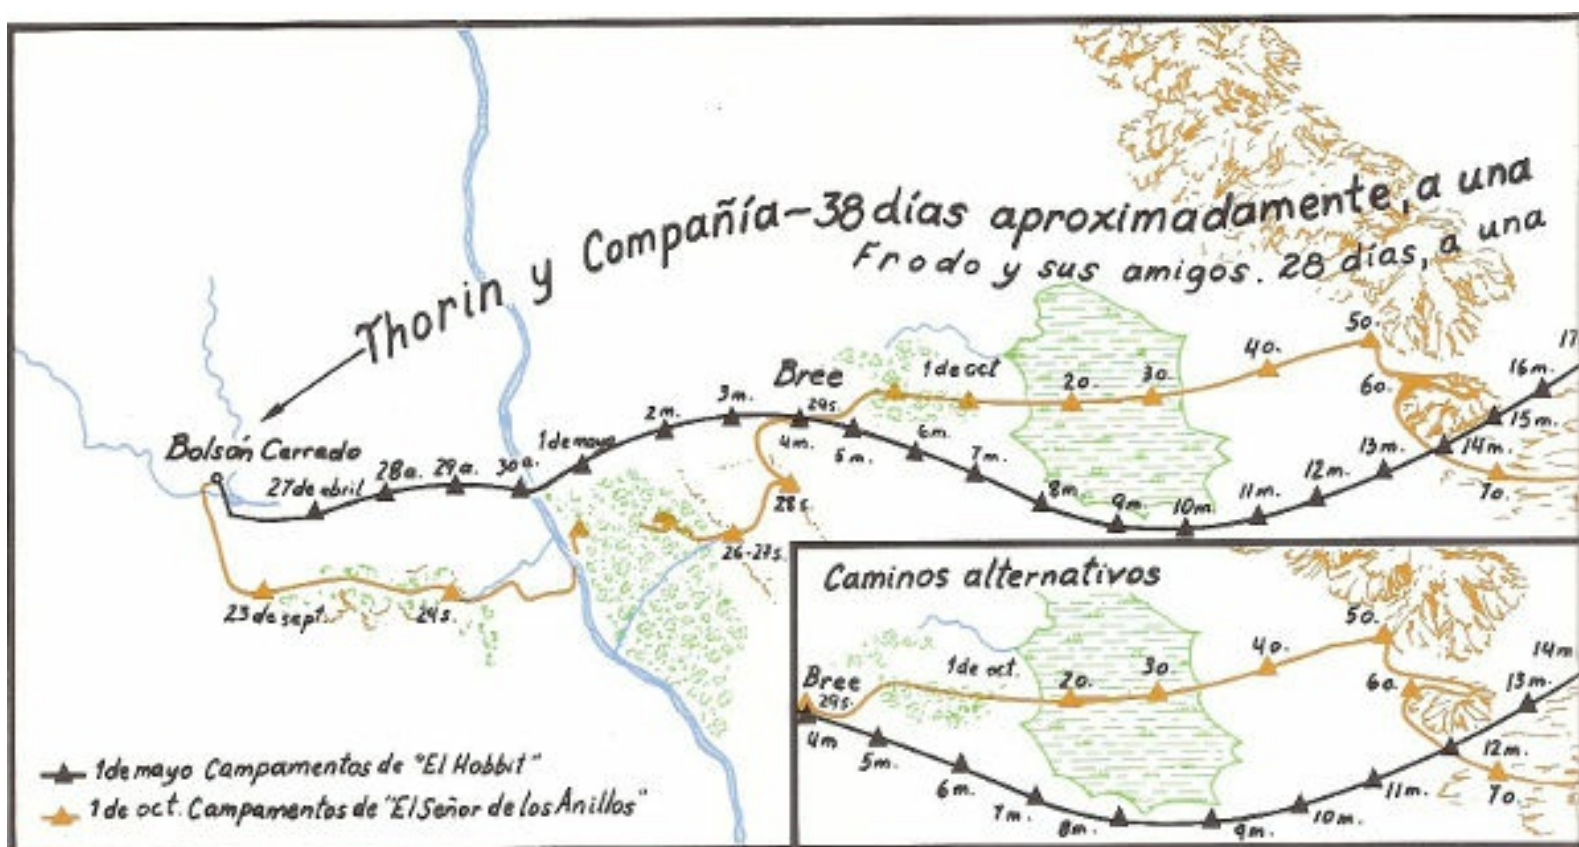 Thorin y Compañía-38 días aproximadamente, a una
Frodo y sus amigos. 28 días, a una
Bolsón Cerrado
27 de abril
28a.
29a.
30a.
1 de mayo
2m.
3m.
Bree
29s.
4m.
5m.
6m.
7m.
8m.
9m.
10m.
11m.
12m.
13m.
14m.
15m.
16m.
17
1 de oct
2o.
3o.
4o.
5o.
6o.
7o.
23 de sept.
24s.
26-27s.
28s.
1 de mayo Campamentos de "El Hobbit"
1 de oct. Campamentos de "El Señor de los Anillos"
Caminos alternativos
Bree
29s.
4m
5m.
6m.
7m.
8m.
9m.
10m.
11m.
12m.
13m.
14m
1 de oct.
2o.
3o.
4o.
5o.
6o.
7o.